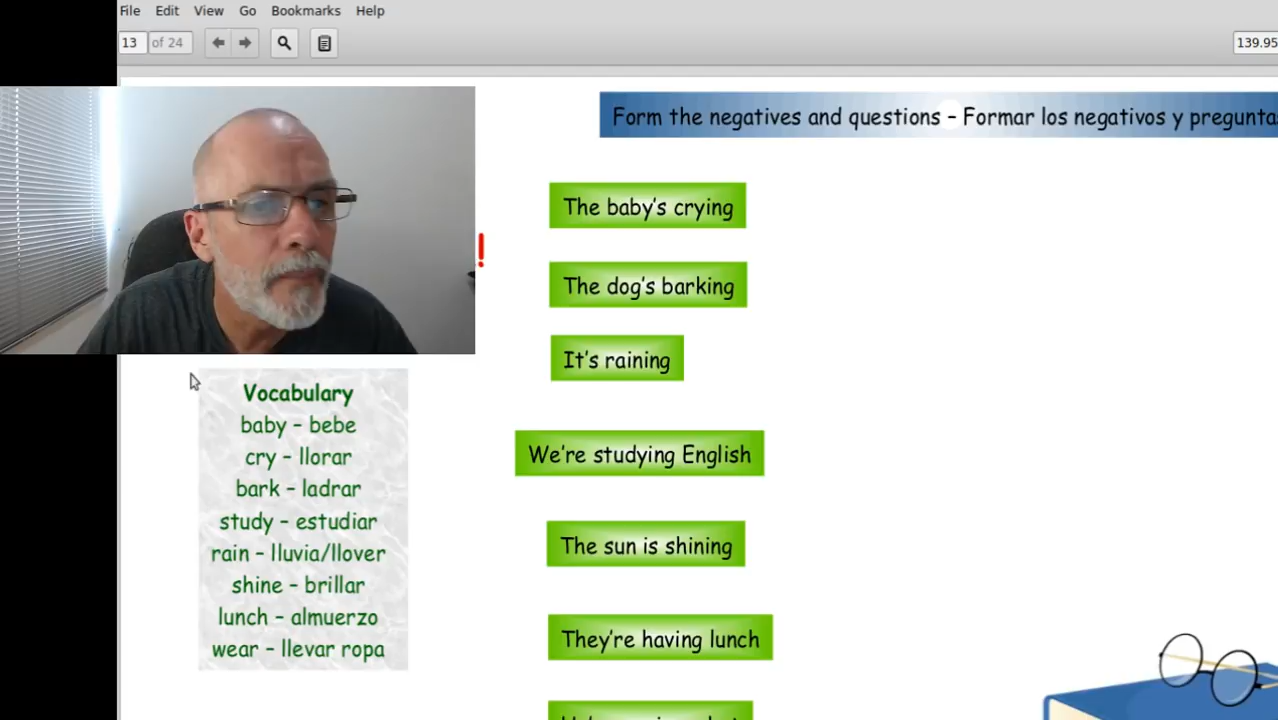 File Edit View Go Bookmarks Help
13 of 24
139.95
Form the negatives and questions – Formar los negativos y pregunta
The baby's crying
!
The dog's barking
It's raining
We're studying English
The sun is shining
They're having lunch
Vocabulary
baby – bebe
cry – llorar
bark – ladrar
study – estudiar
rain – lluvia/llover
shine – brillar
lunch – almuerzo
wear – llevar ropa